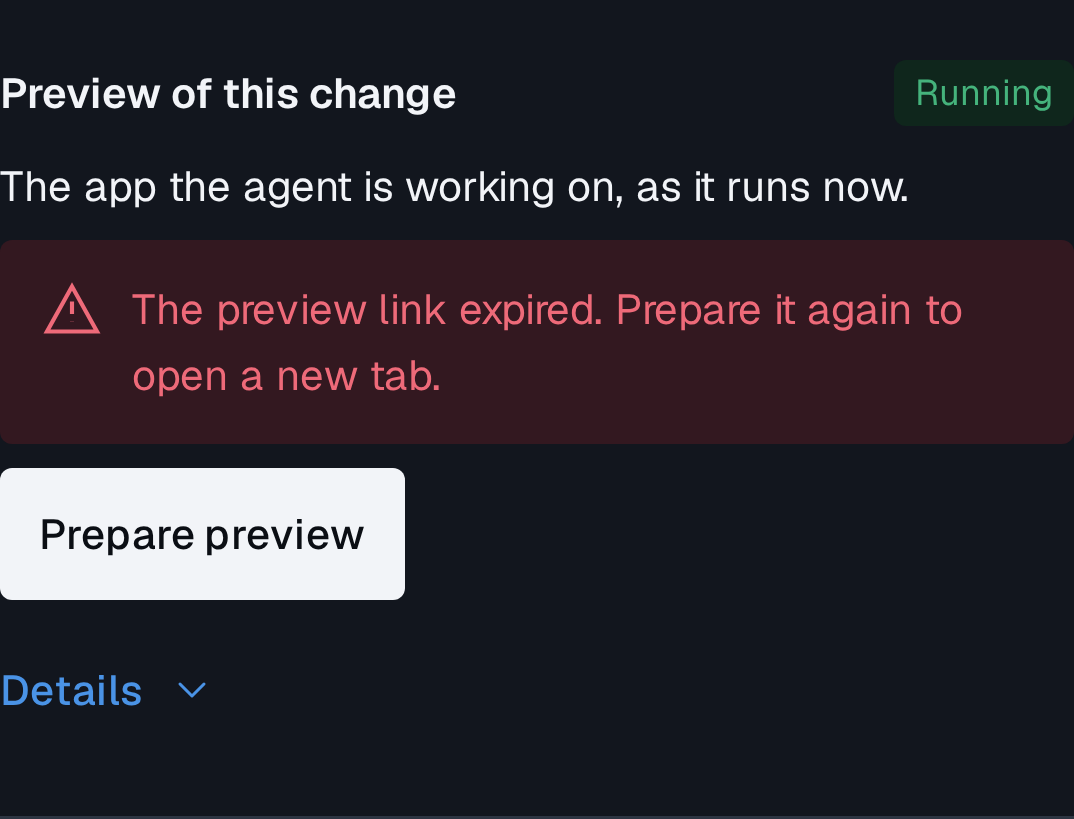 Preview of this change
Running
The app the agent is working on, as it runs now.
The preview link expired. Prepare it again to
open a new tab.
Prepare preview
Details